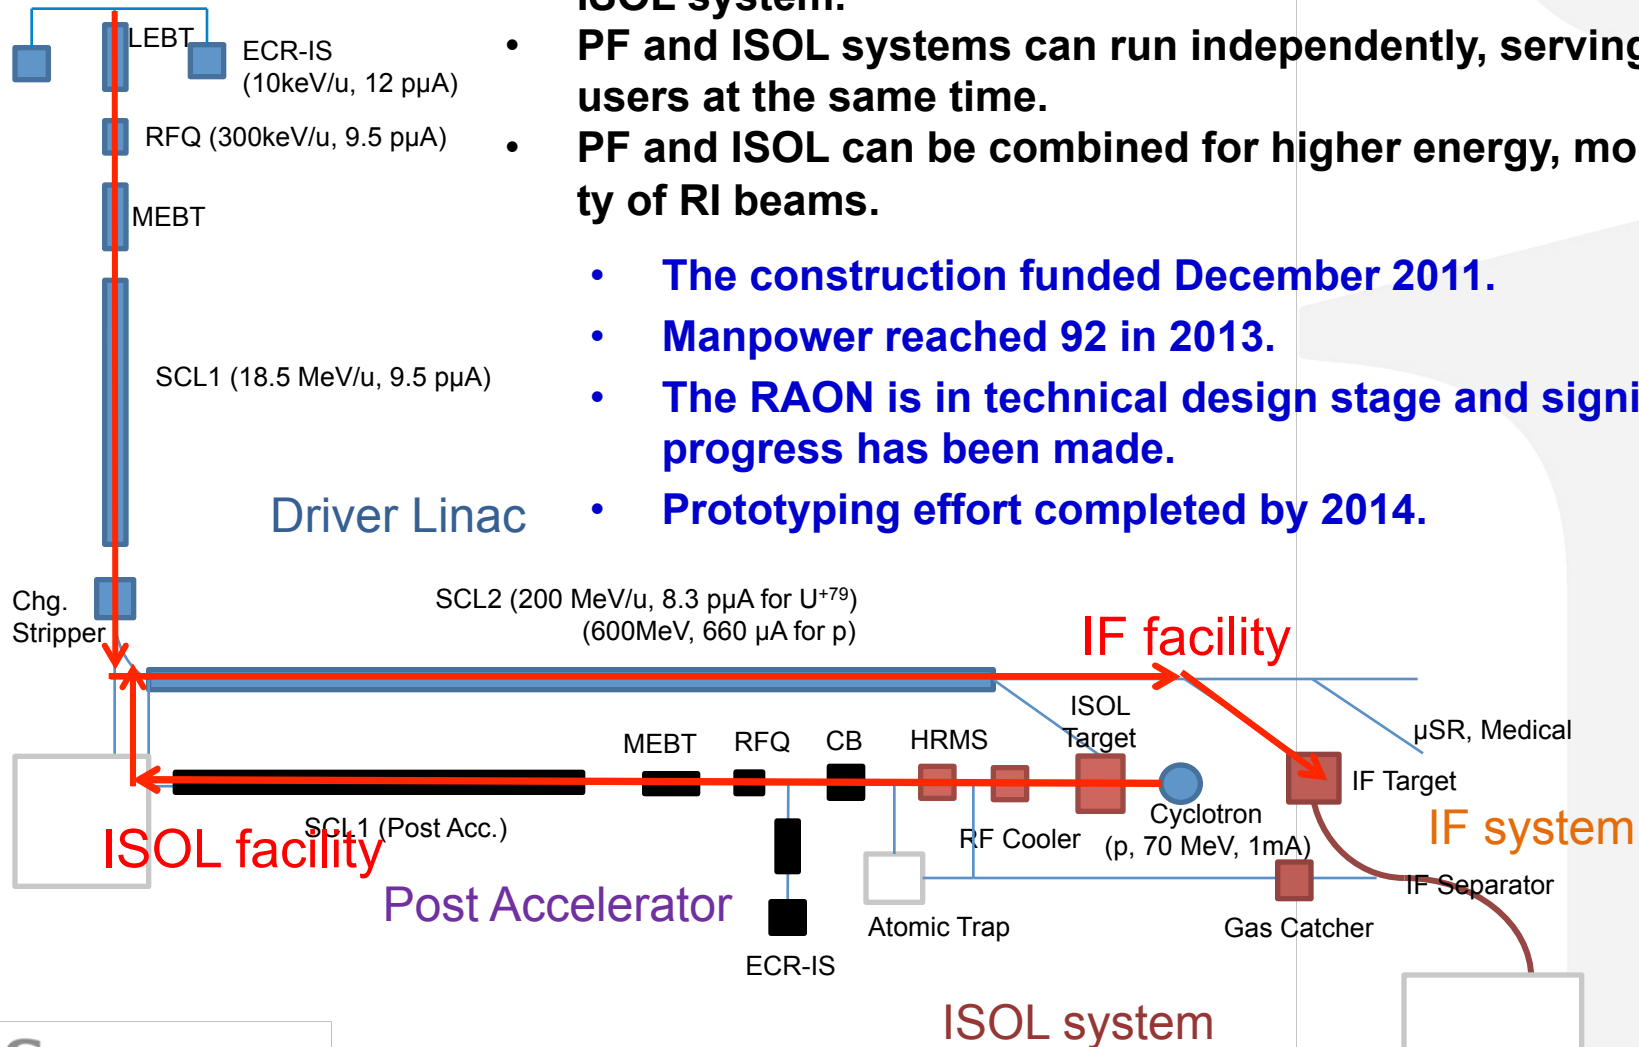 ISOL system.
• PF and ISOL systems can run independently, serving
users at the same time.
• PF and ISOL can be combined for higher energy, mo
ty of RI beams.
• The construction funded December 2011.
• Manpower reached 92 in 2013.
• The RAON is in technical design stage and signi
progress has been made.
• Prototyping effort completed by 2014.
LEBT
ECR-IS
(10keV/u, 12 pµA)
RFQ (300keV/u, 9.5 pµA)
MEBT
SCL1 (18.5 MeV/u, 9.5 pµA)
Driver Linac
Chg.
Stripper
SCL2 (200 MeV/u, 8.3 pµA for U+79)
(600MeV, 660 µA for p)
IF facility
ISOL
Target
µSR, Medical
MEBT
RFQ
CB
HRMS
IF Target
SCL1 (Post Acc.)
RF Cooler
Cyclotron
(p, 70 MeV, 1mA)
IF system
ISOL facility
Post Accelerator
IF Separator
Atomic Trap
Gas Catcher
ECR-IS
ISOL system